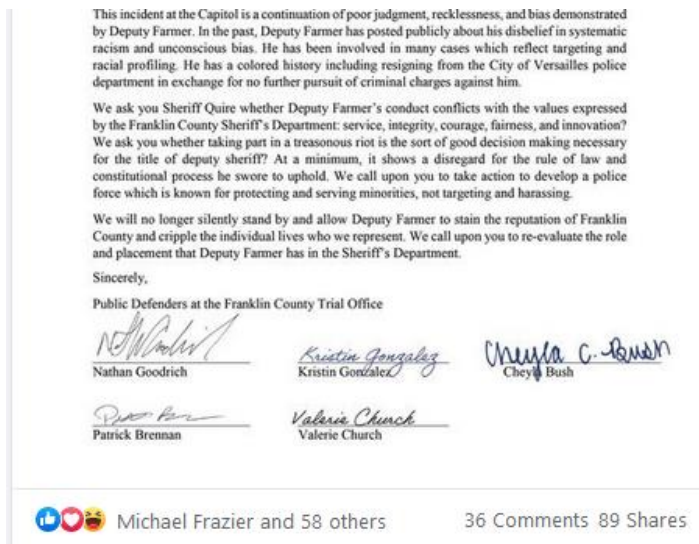 This incident at the Capitol is a continuation of poor judgment, recklessness, and bias demonstrated
by Deputy Farmer. In the past, Deputy Farmer has posted publicly about his disbelief in systematic
racism and unconscious bias. He has been involved in many cases which reflect targeting and
racial profiling. He has a colored history including resigning from the City of Versailles police
department in exchange for no further pursuit of criminal charges against him.
We ask you Sheriff Quire whether Deputy Farmer's conduct conflicts with the values expressed
by the Franklin County Sheriff's Department: service, integrity, courage, fairness, and innovation?
We ask you whether taking part in a treasonous riot is the sort of good decision making necessary
for the title of deputy sheriff? At a minimum, it shows a disregard for the rule of law and
constitutional process he swore to uphold. We call upon you to take action to develop a police
force which is known for protecting and serving minorities, not targeting and harassing.
We will no longer silently stand by and allow Deputy Farmer to stain the reputation of Franklin
County and cripple the individual lives who we represent. We call upon you to re-evaluate the role
and placement that Deputy Farmer has in the Sheriff's Department.
Sincerely,
Public Defenders at the Franklin County Trial Office
Kristin Gonzalez
Cheyla C. Bush
Nathan Goodrich
Kristin Gonzalez
Cheyla Bush
Valerie Church
Patrick Brennan
Valerie Church
Michael Frazier and 58 others
36 Comments 89 Shares